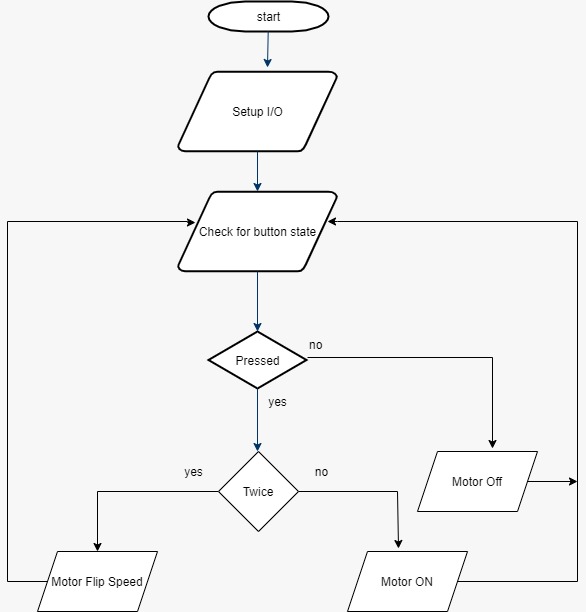 start
Setup I/O
Check for button state
no
Pressed
yes
yes
no
Twice
Motor Off
Motor Flip Speed
Motor ON